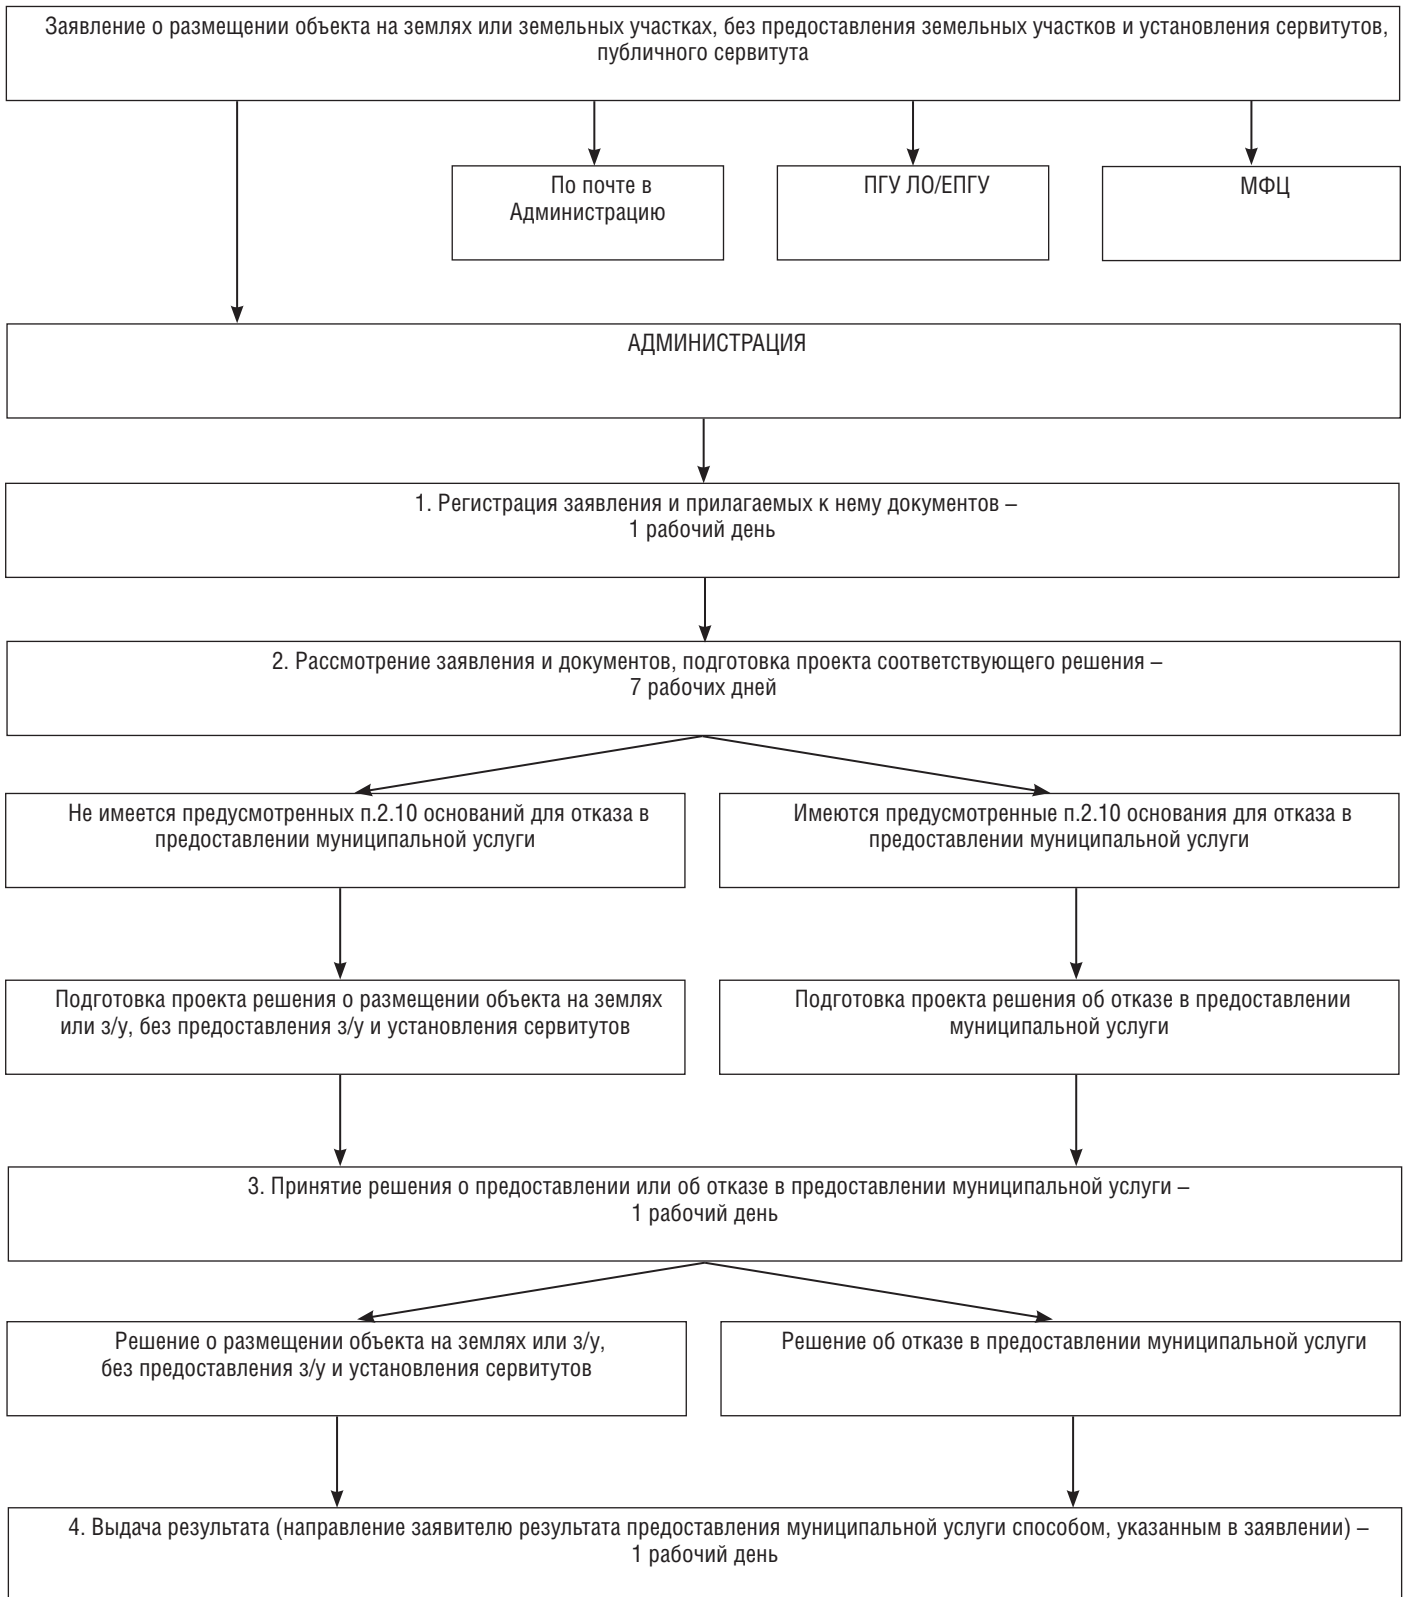 Заявление о размещении объекта на землях или земельных участках, без предоставления земельных участков и установления сервитутов,
публичного сервитута
По почте в
Администрацию
ПГУ ЛО/ЕПГУ
МФЦ
АДМИНИСТРАЦИЯ
1. Регистрация заявления и прилагаемых к нему документов –
1 рабочий день
2. Рассмотрение заявления и документов, подготовка проекта соответствующего решения –
7 рабочих дней
Не имеется предусмотренных п.2.10 оснований для отказа в
предоставлении муниципальной услуги
Имеются предусмотренные п.2.10 основания для отказа в
предоставлении муниципальной услуги
Подготовка проекта решения о размещении объекта на землях
или з/у, без предоставления з/у и установления сервитутов
Подготовка проекта решения об отказе в предоставлении
муниципальной услуги
3. Принятие решения о предоставлении или об отказе в предоставлении муниципальной услуги –
1 рабочий день
Решение о размещении объекта на землях или з/у,
без предоставления з/у и установления сервитутов
Решение об отказе в предоставлении муниципальной услуги
4. Выдача результата (направление заявителю результата предоставления муниципальной услуги способом, указанным в заявлении) –
1 рабочий день